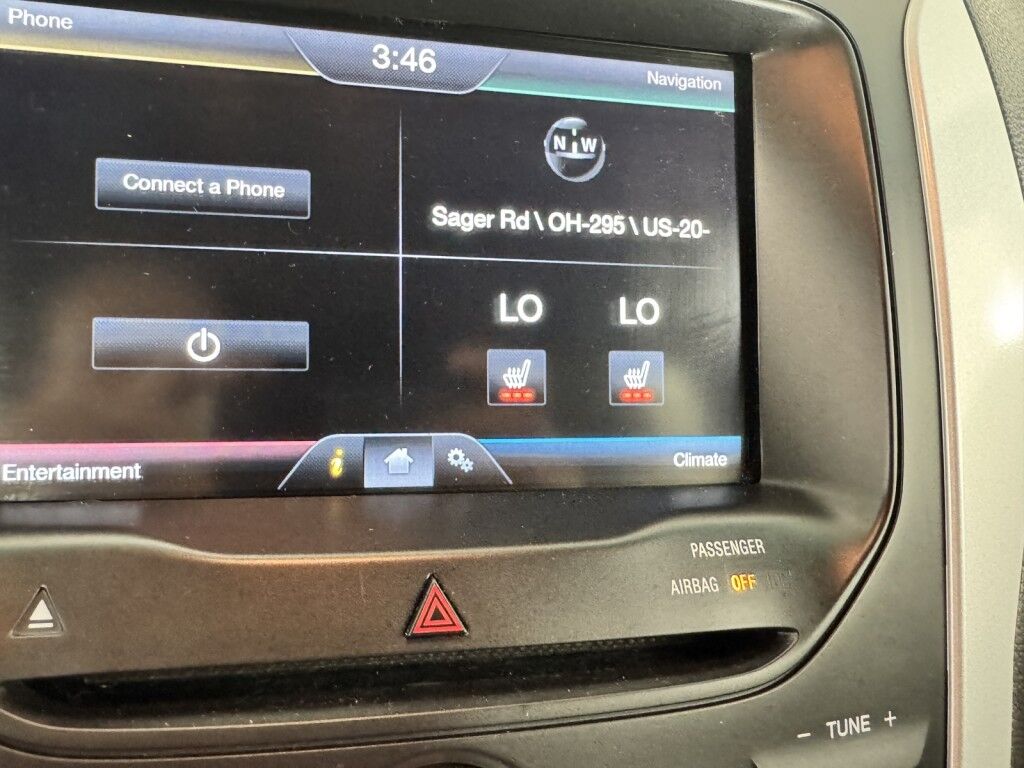 Phone
3:46
Navigation
N W
Connect a Phone
Sager Rd \ OH-295 \ US-20-
LO LO
i
Entertainment
Climate
PASSENGER
AIRBAG OFF
- TUNE +